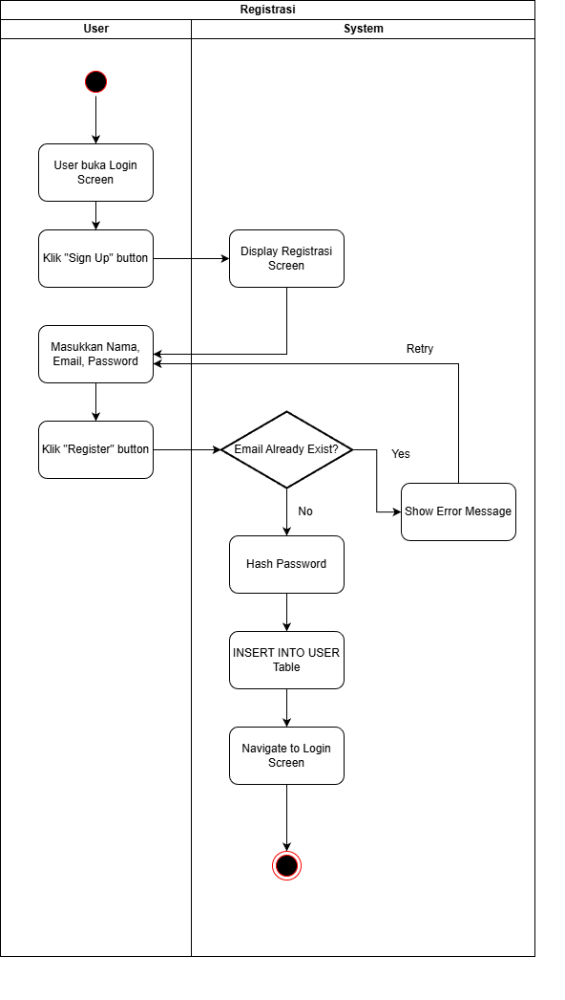 Registrasi
User
System
User buka Login
Screen
Klik "Sign Up" button
Display Registrasi
Screen
Masukkan Nama,
Email, Password
Retry
Klik "Register" button
Email Already Exist?
Yes
Show Error Message
No
Hash Password
INSERT INTO USER
Table
Navigate to Login
Screen